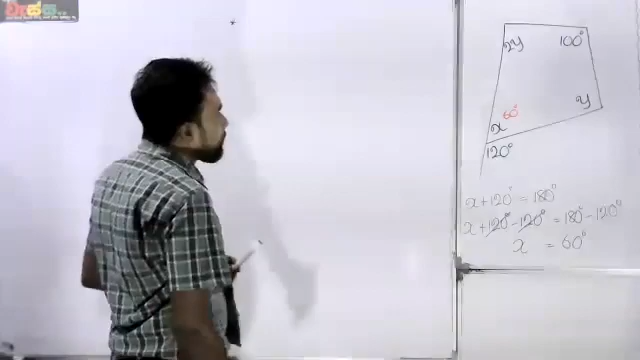 2y 100°
60°
x y
120°
x + 120° = 180°
x + 120° - 120° = 180° - 120°
x = 60°